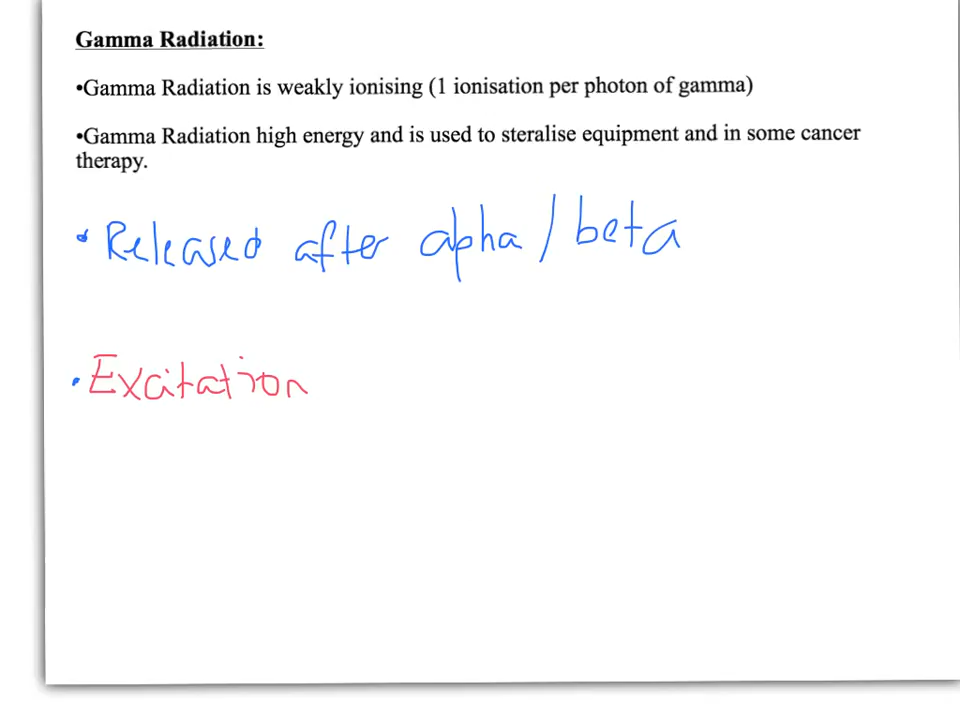 Gamma Radiation:
•Gamma Radiation is weakly ionising (1 ionisation per photon of gamma)
•Gamma Radiation high energy and is used to steralise equipment and in some cancer
therapy.
• Released after alpha / beta
• Excitation